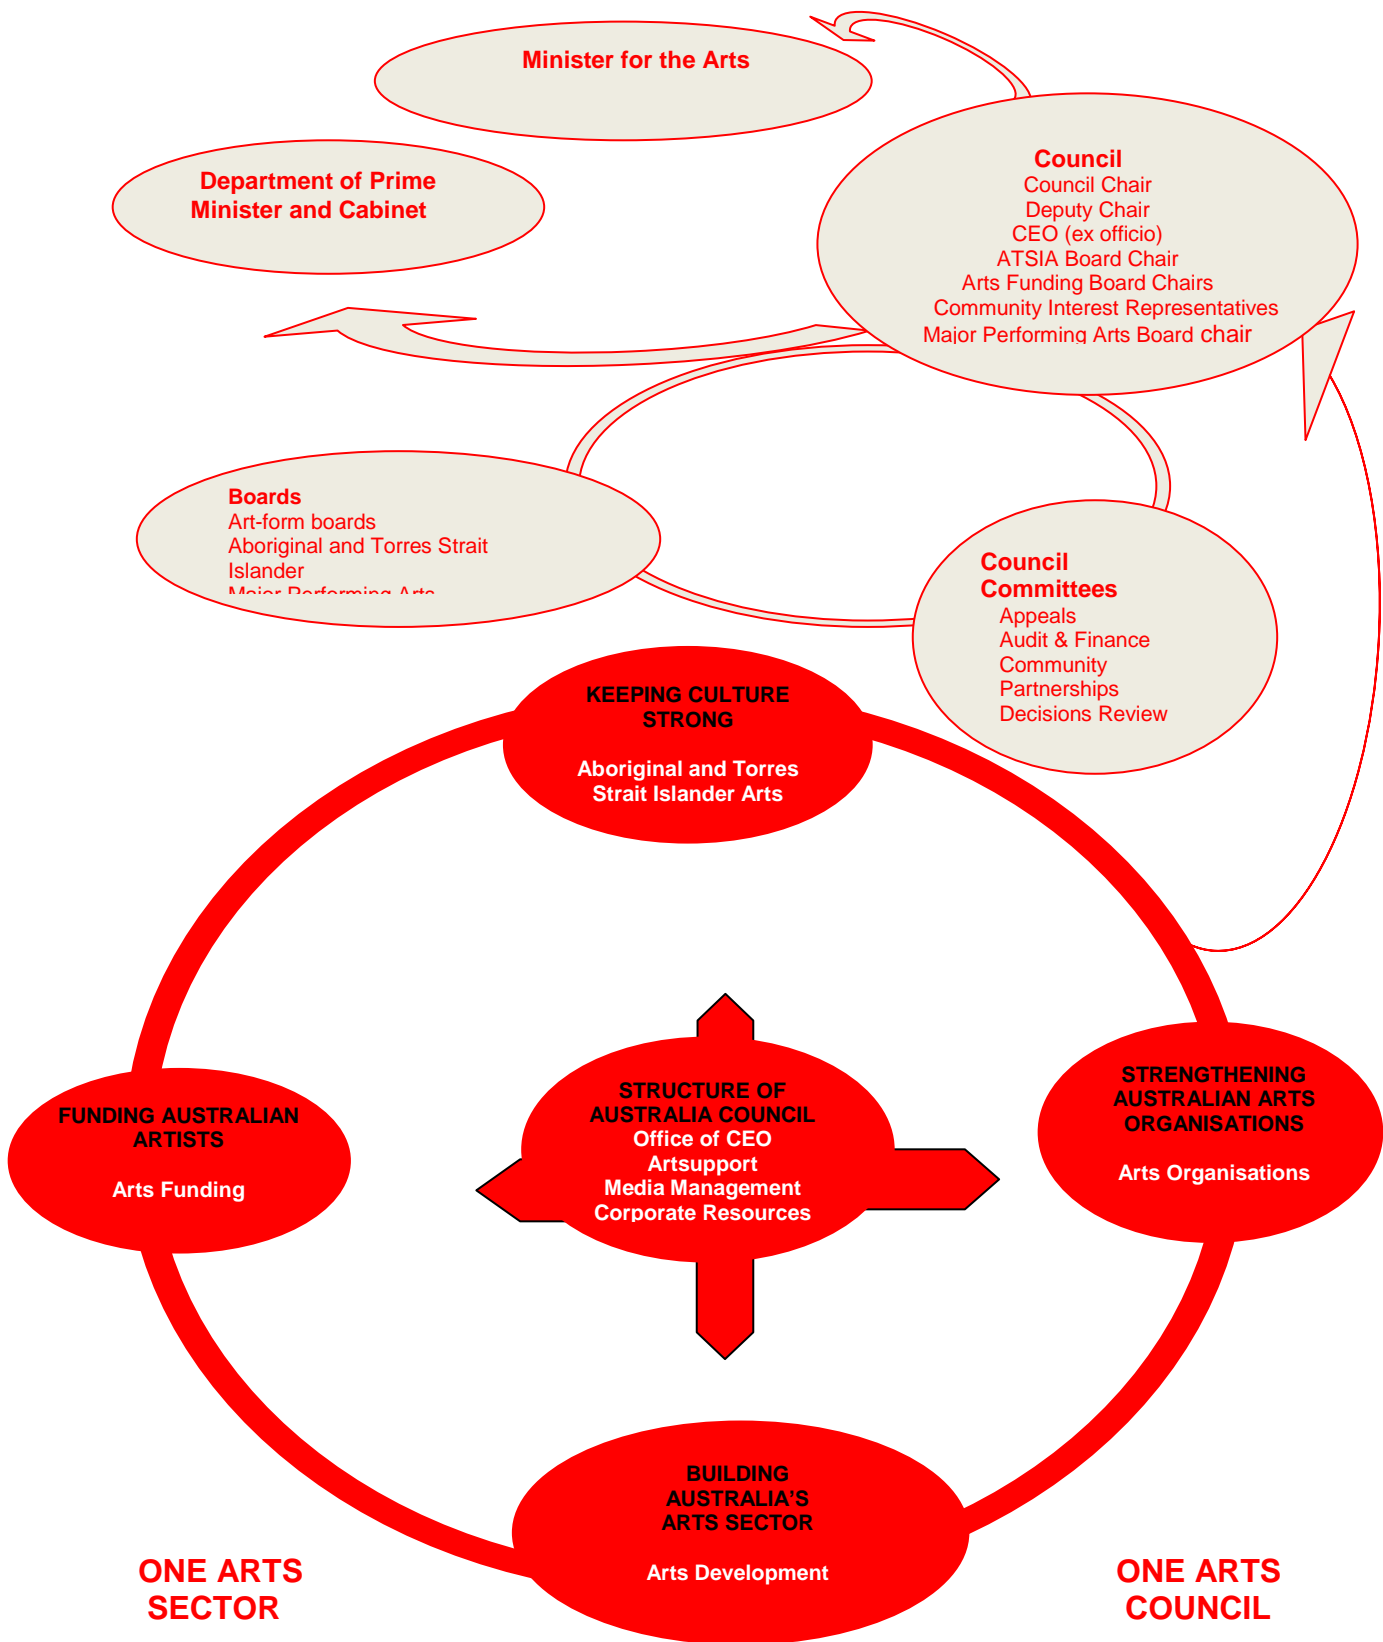 Minister for the Arts
Department of Prime
Minister and Cabinet
Council
Council Chair
Deputy Chair
CEO (ex officio)
ATSIA Board Chair
Arts Funding Board Chairs
Community Interest Representatives
Major Performing Arts Board chair
Boards
Art-form boards
Aboriginal and Torres Strait
Islander
Major Performing Arts
Council
Committees
Appeals
Audit & Finance
Community
Partnerships
Decisions Review
KEEPING CULTURE
STRONG
Aboriginal and Torres
Strait Islander Arts
FUNDING AUSTRALIAN
ARTISTS
Arts Funding
STRUCTURE OF
AUSTRALIA COUNCIL
Office of CEO
Artsupport
Media Management
Corporate Resources
STRENGTHENING
AUSTRALIAN ARTS
ORGANISATIONS
Arts Organisations
BUILDING
AUSTRALIA’S
ARTS SECTOR
Arts Development
ONE ARTS
SECTOR
ONE ARTS
COUNCIL